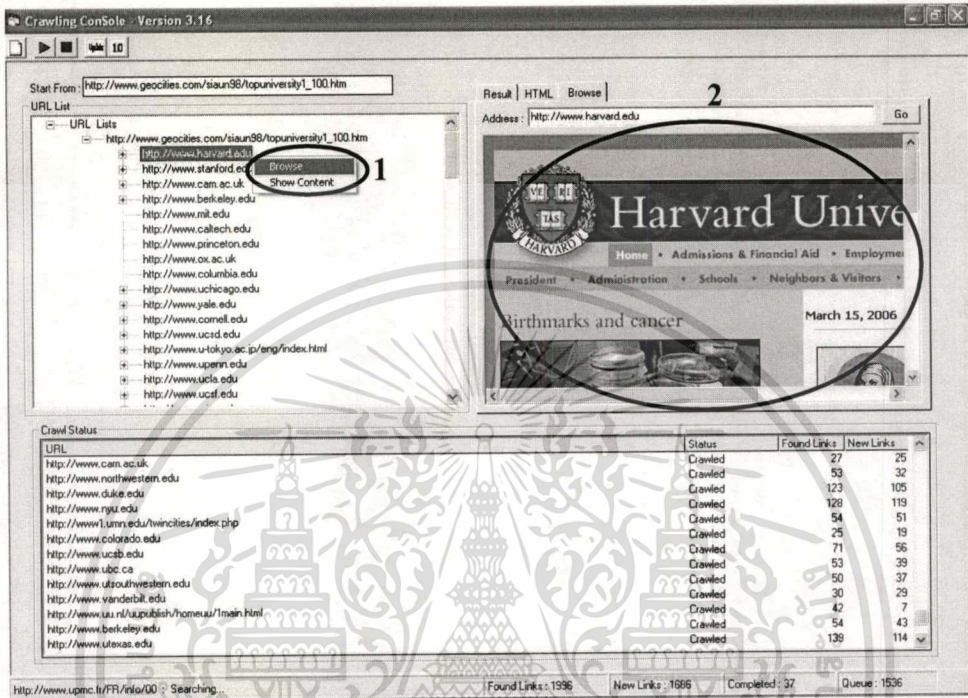 Crawling ConSole - Version 3.16
Update 10
Start From : http://www.geocities.com/siaun98/topuniversity1_100.htm
URL List
URL Lists
http://www.geocities.com/siaun98/topuniversity1_100.htm
http://www.harvard.edu
http://www.stanford.ed
http://www.cam.ac.uk
http://www.berkeley.edu
http://www.mit.edu
http://www.caltech.edu
http://www.princeton.edu
http://www.ox.ac.uk
http://www.columbia.edu
http://www.uchicago.edu
http://www.yale.edu
http://www.cornell.edu
http://www.ucsd.edu
http://www.u-tokyo.ac.jp/eng/index.html
http://www.upenn.edu
http://www.ucla.edu
http://www.ucsf.edu
Browse
Show Content
1
Result HTML Browse
2
Address : http://www.harvard.edu Go
VE RI
TAS
HARVARD
Harvard Unive
Home • Admissions & Financial Aid • Employme
President • Administration • Schools • Neighbors & Visitors •
Birthmarks and cancer
March 15, 2006
Crawl Status
URL Status Found Links New Links
http://www.cam.ac.uk Crawled 27 25
http://www.northwestern.edu Crawled 53 32
http://www.duke.edu Crawled 123 105
http://www.nyu.edu Crawled 128 119
http://www1.umn.edu/twincities/index.php Crawled 54 51
http://www.colorado.edu Crawled 25 19
http://www.ucsb.edu Crawled 71 56
http://www.ubc.ca Crawled 53 39
http://www.utsouthwestern.edu Crawled 50 37
http://www.vanderbilt.edu Crawled 30 29
http://www.uu.nl/uupublish/homeuu/1main.html Crawled 42 7
http://www.berkeley.edu Crawled 54 43
http://www.utexas.edu Crawled 139 114
http://www.upmc.fr/FR/info/00 : Searching... Found Links : 1996 New Links : 1686 Completed : 37 Queue : 1536